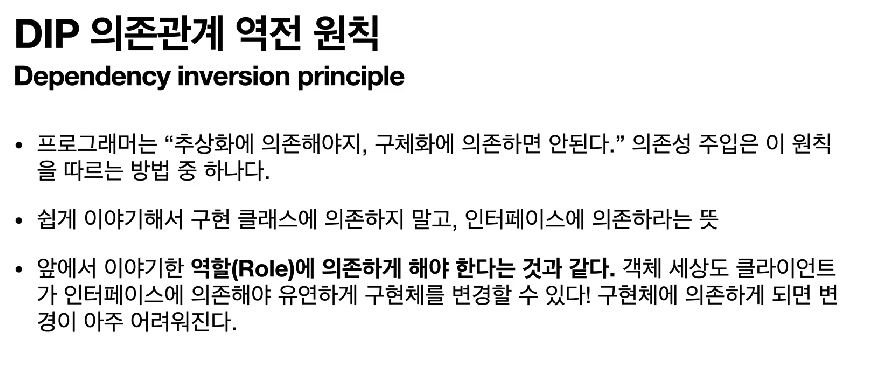 DIP 의존관계 역전 원칙
Dependency inversion principle
• 프로그래머는 “추상화에 의존해야지, 구체화에 의존하면 안된다.” 의존성 주입은 이 원칙
을 따르는 방법 중 하나다.
• 쉽게 이야기해서 구현 클래스에 의존하지 말고, 인터페이스에 의존하라는 뜻
• 앞에서 이야기한 역할(Role)에 의존하게 해야 한다는 것과 같다. 객체 세상도 클라이언트
가 인터페이스에 의존해야 유연하게 구현체를 변경할 수 있다! 구현체에 의존하게 되면 변
경이 아주 어려워진다.